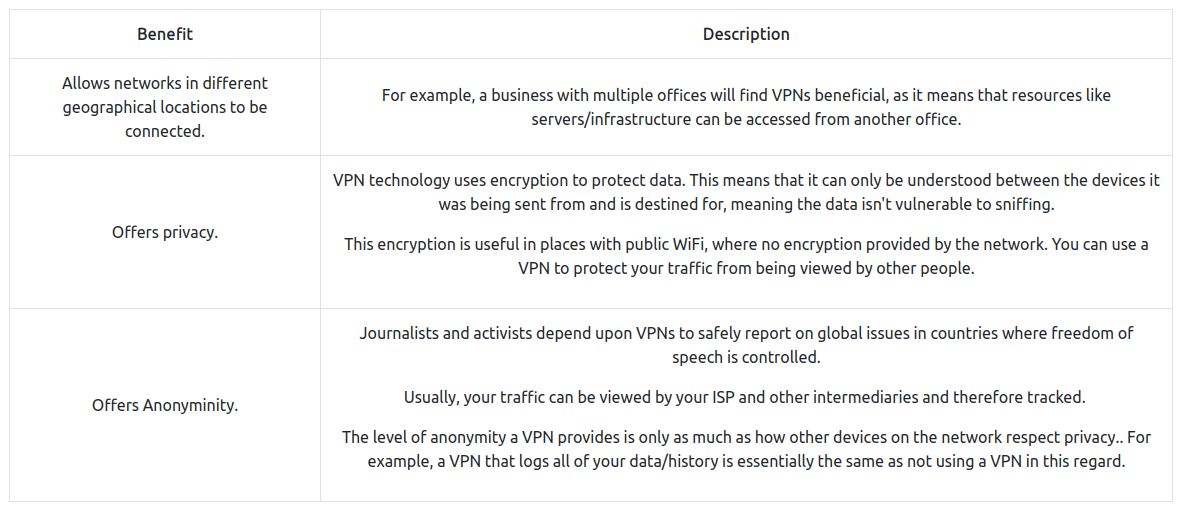 Benefit
Description
Allows networks in different
geographical locations to be
connected.
For example, a business with multiple offices will find VPNs beneficial, as it means that resources like
servers/infrastructure can be accessed from another office.
Offers privacy.
VPN technology uses encryption to protect data. This means that it can only be understood between the devices it
was being sent from and is destined for, meaning the data isn't vulnerable to sniffing.
This encryption is useful in places with public WiFi, where no encryption provided by the network. You can use a
VPN to protect your traffic from being viewed by other people.
Offers Anonyminity.
Journalists and activists depend upon VPNs to safely report on global issues in countries where freedom of
speech is controlled.
Usually, your traffic can be viewed by your ISP and other intermediaries and therefore tracked.
The level of anonymity a VPN provides is only as much as how other devices on the network respect privacy.. For
example, a VPN that logs all of your data/history is essentially the same as not using a VPN in this regard.